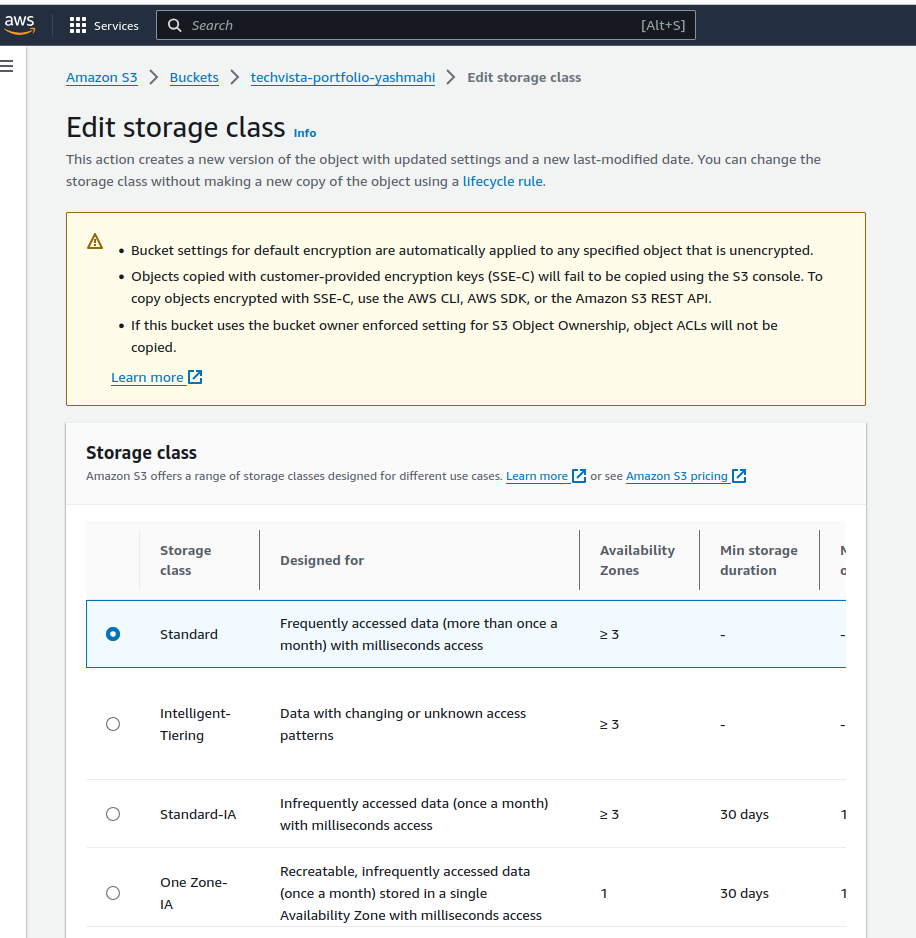 aws
Services
Search
[Alt+S]
Amazon S3 > Buckets > techvista-portfolio-yashmahi > Edit storage class
Edit storage class Info
This action creates a new version of the object with updated settings and a new last-modified date. You can change the
storage class without making a new copy of the object using a lifecycle rule.
• Bucket settings for default encryption are automatically applied to any specified object that is unencrypted.
• Objects copied with customer-provided encryption keys (SSE-C) will fail to be copied using the S3 console. To
copy objects encrypted with SSE-C, use the AWS CLI, AWS SDK, or the Amazon S3 REST API.
• If this bucket uses the bucket owner enforced setting for S3 Object Ownership, object ACLs will not be
copied.
Learn more
Storage class
Amazon S3 offers a range of storage classes designed for different use cases. Learn more or see Amazon S3 pricing
Storage
class
Designed for
Availability
Zones
Min storage
duration
Standard
Frequently accessed data (more than once a
month) with milliseconds access
≥ 3
-
-
Intelligent-
Tiering
Data with changing or unknown access
patterns
≥ 3
-
-
Standard-IA
Infrequently accessed data (once a month)
with milliseconds access
≥ 3
30 days
1
One Zone-
IA
Recreatable, infrequently accessed data
(once a month) stored in a single
Availability Zone with milliseconds access
1
30 days
1